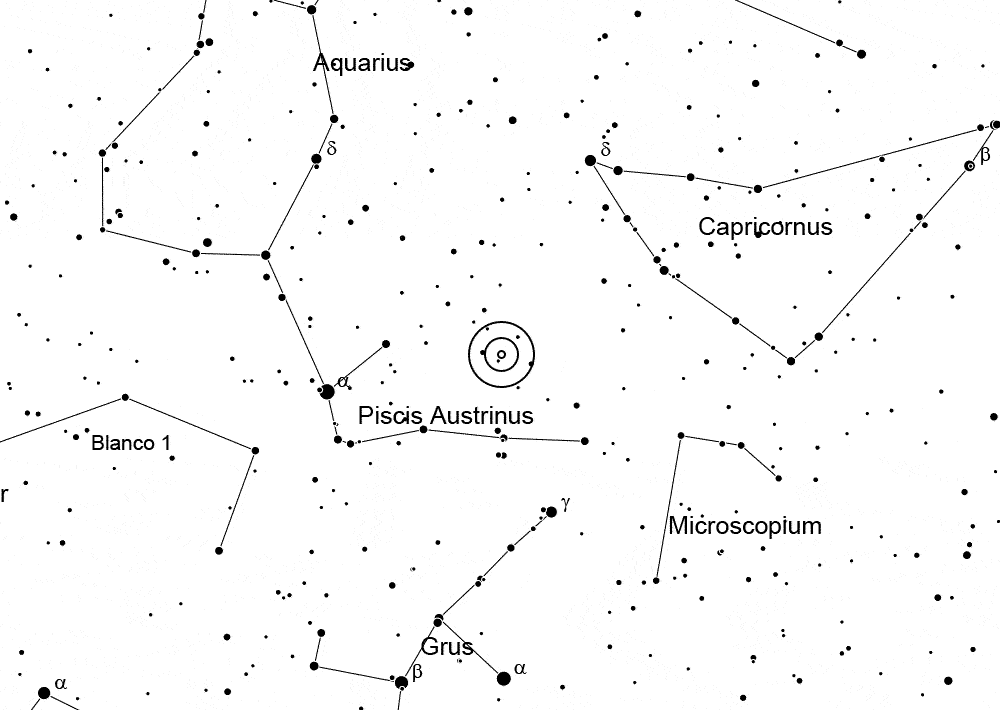 Aquarius
δ
δ
β
Capricornus
α
Piscis Austrinus
Blanco 1
r
γ
Microscopium
Grus
β
α
α